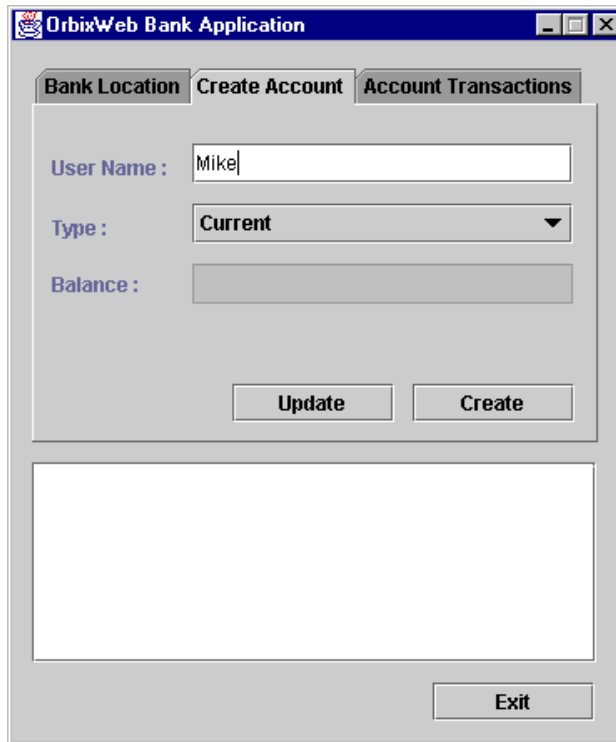 OrbixWeb Bank Application
Bank Location Create Account Account Transactions
User Name : Mike
Type : Current
Balance :
Update Create
Exit